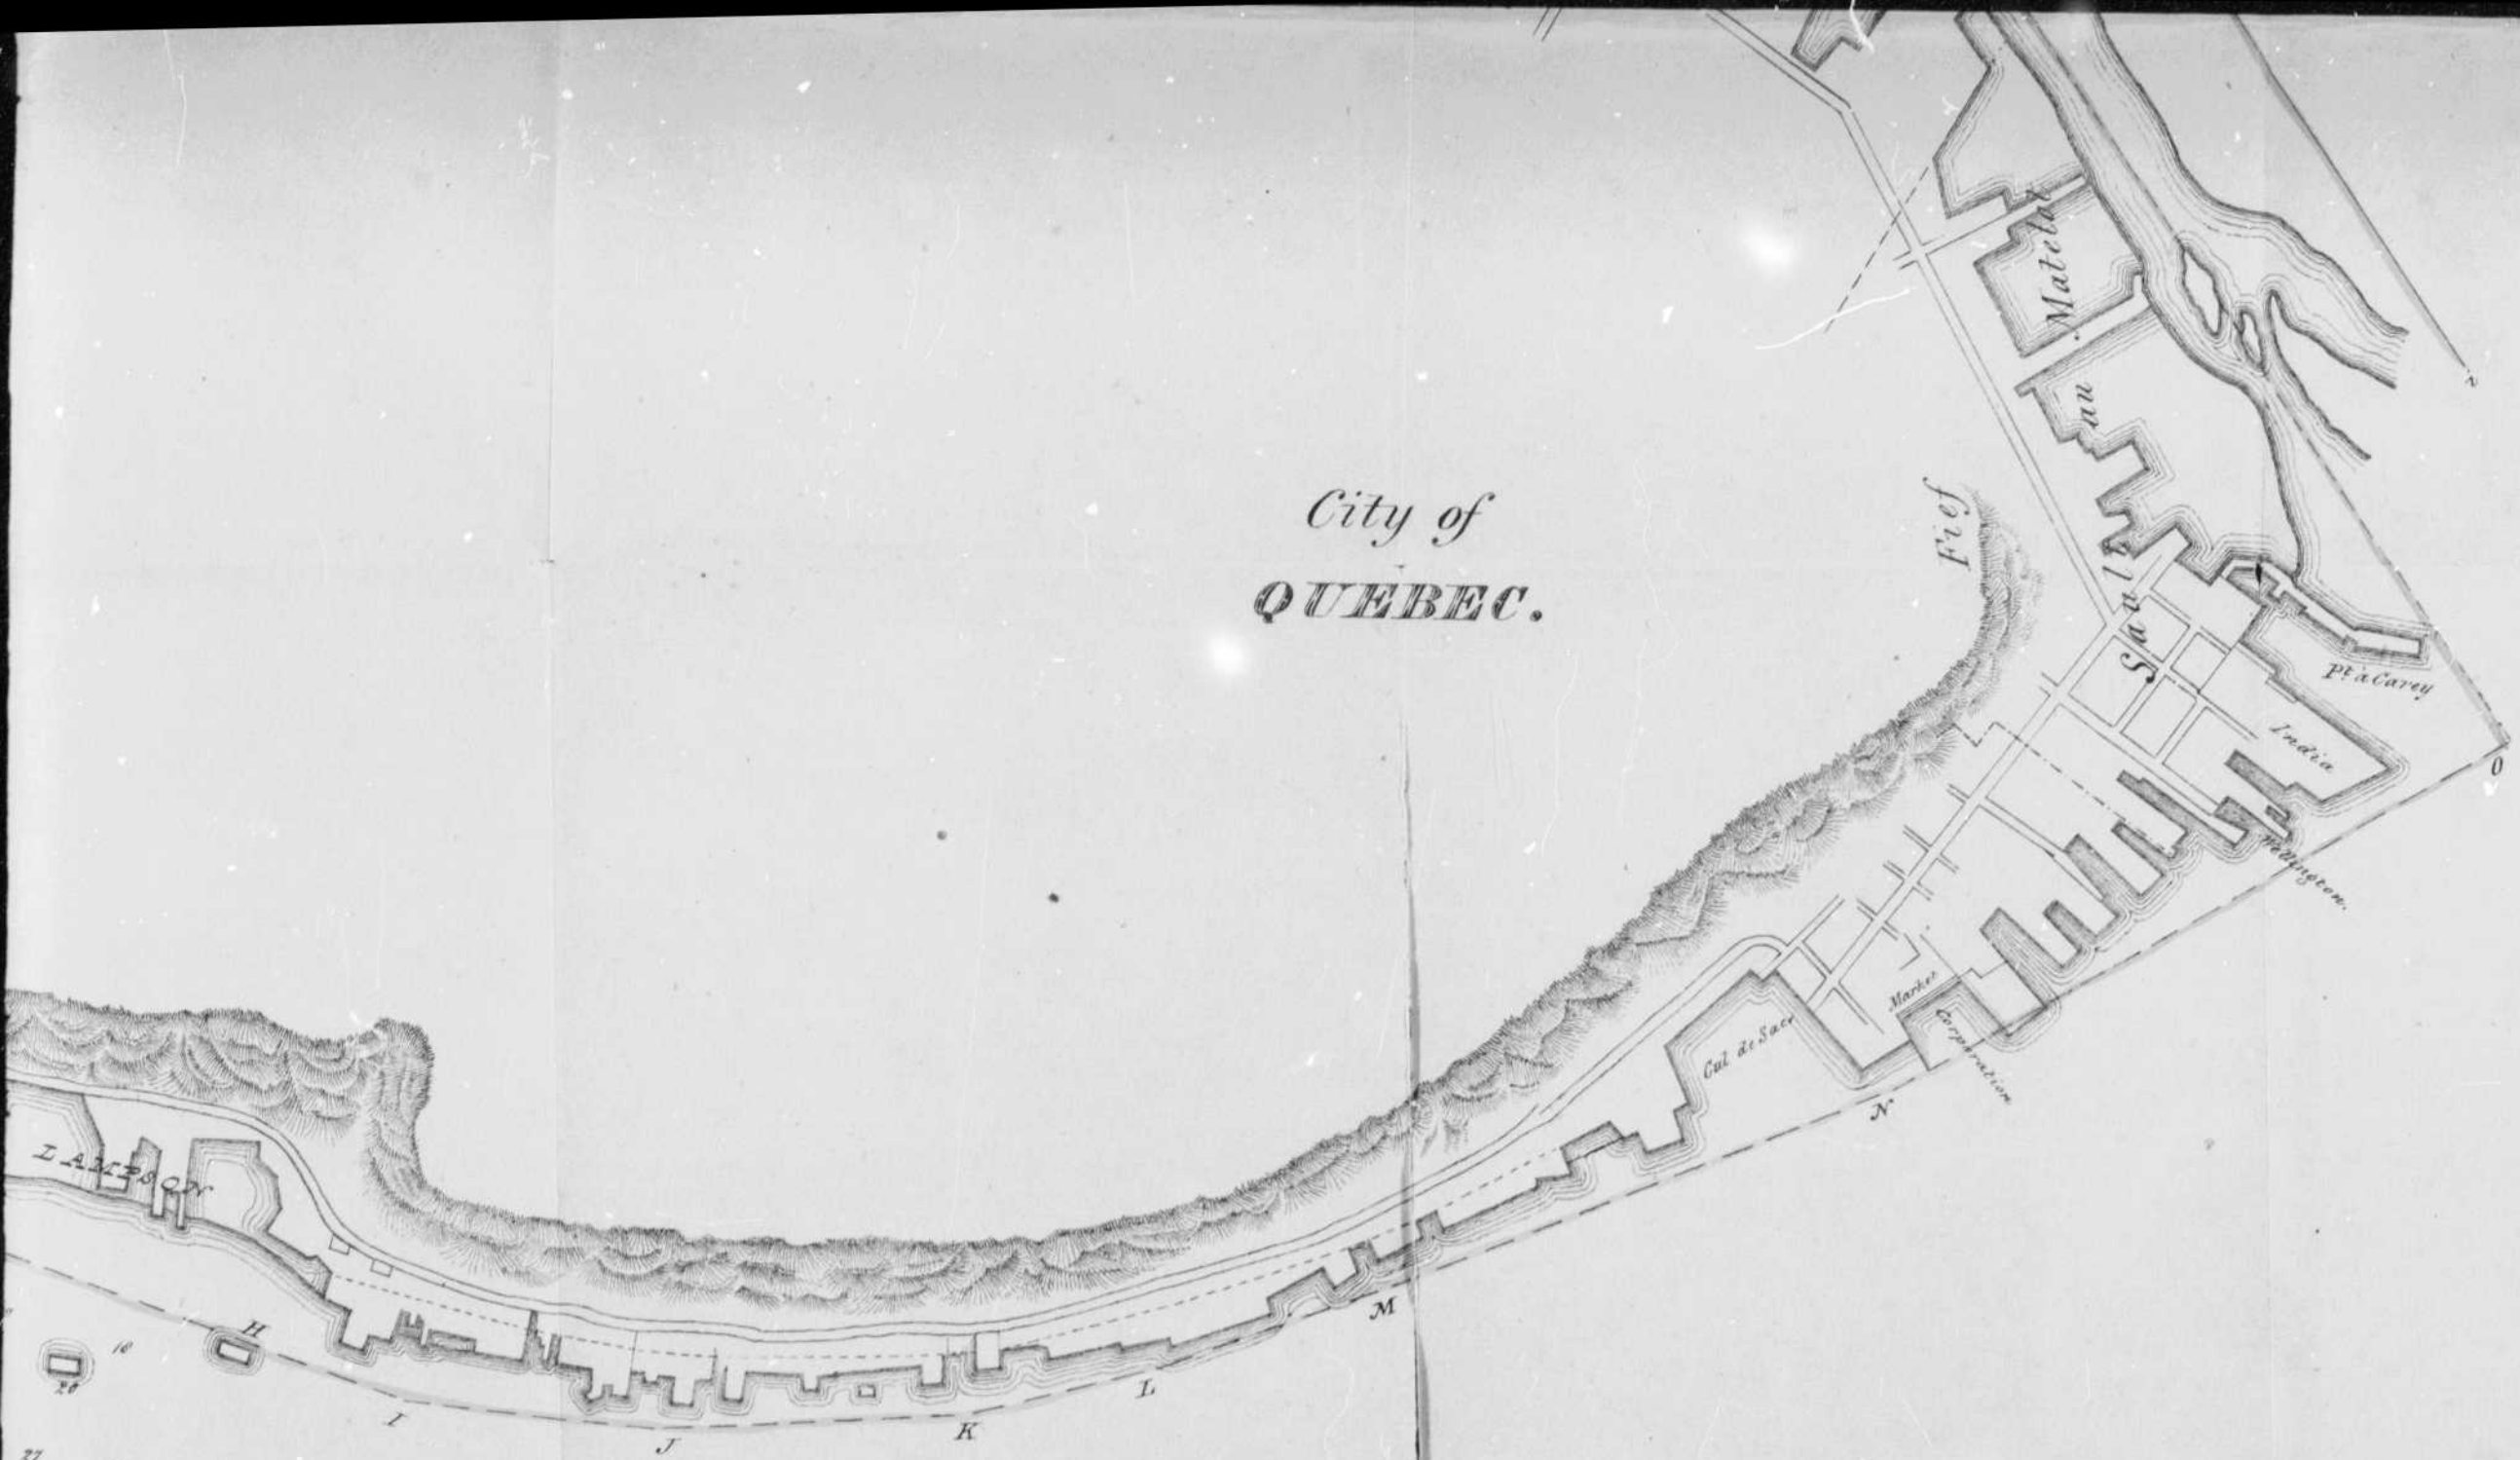 City of
QUEBEC.
Fief
Sault
au
Matelot
Pt. à Carey
India
Wellington.
O
Market
Corporation
Cul de Sac
N
M
L
K
J
I
H
LAMPSON
10
20
27